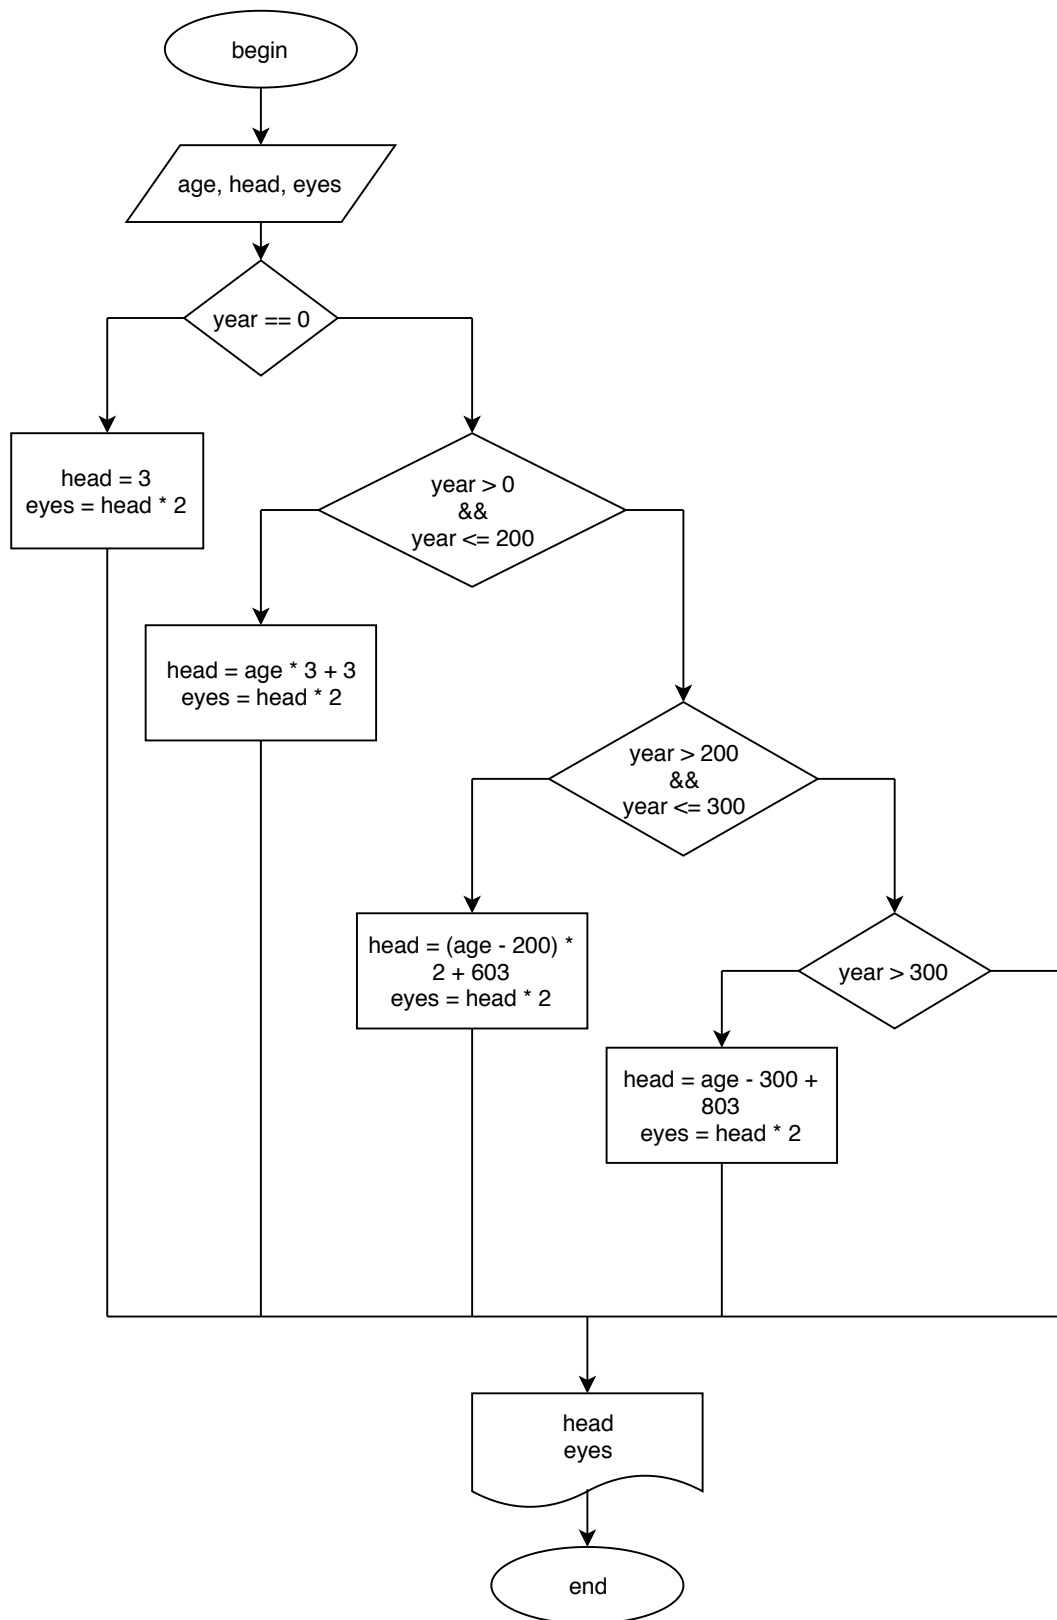 begin
age, head, eyes
year == 0
head = 3
eyes = head * 2
year > 0
&&
year <= 200
head = age * 3 + 3
eyes = head * 2
year > 200
&&
year <= 300
head = (age - 200) *
2 + 603
eyes = head * 2
year > 300
head = age - 300 +
803
eyes = head * 2
head
eyes
end